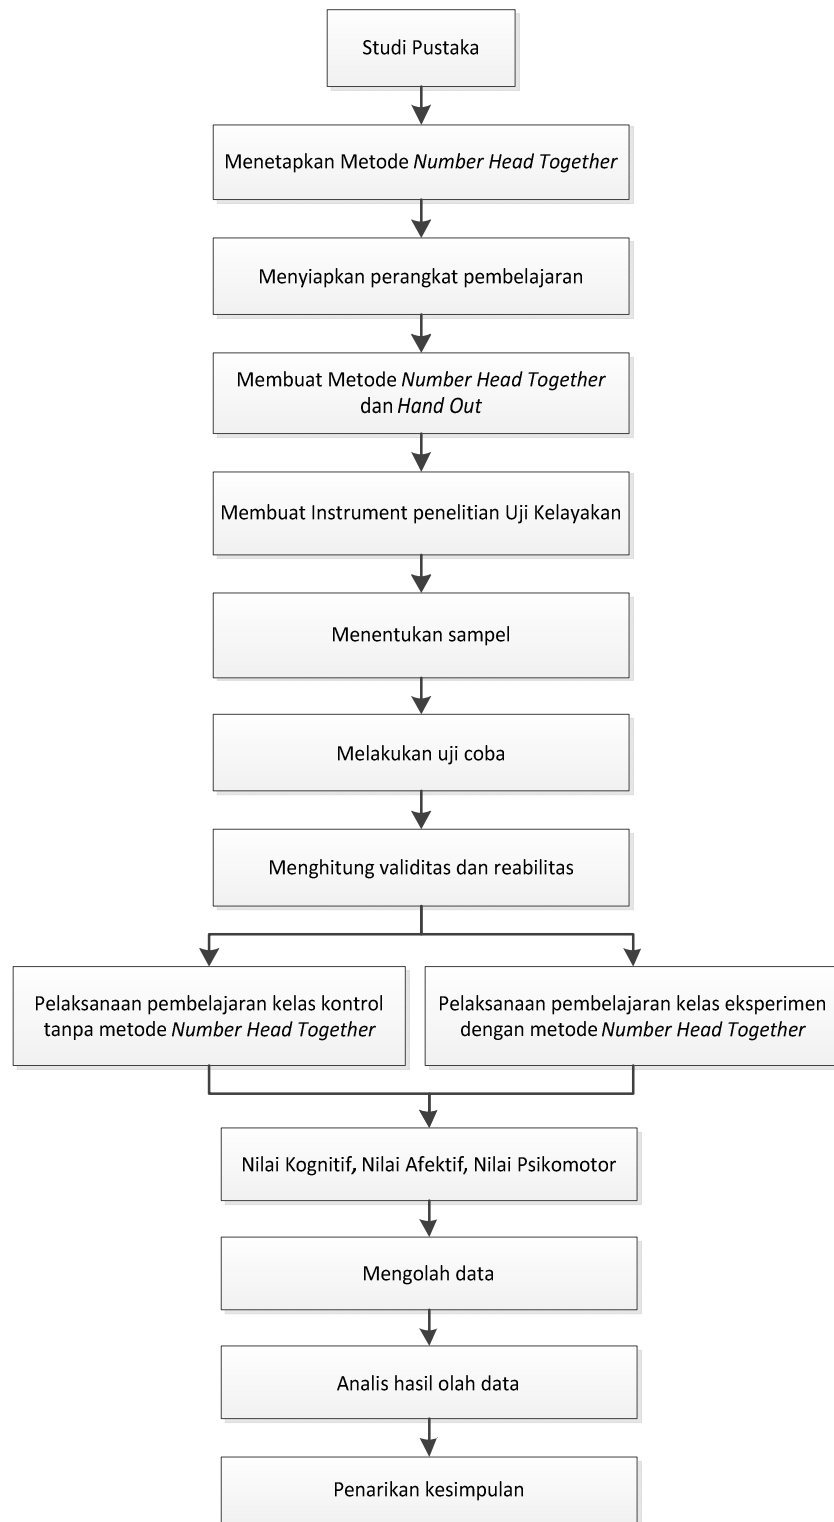 Studi Pustaka
Menetapkan Metode Number Head Together
Menyiapkan perangkat pembelajaran
Membuat Metode Number Head Together
dan Hand Out
Membuat Instrument penelitian Uji Kelayakan
Menentukan sampel
Melakukan uji coba
Menghitung validitas dan reabilitas
Pelaksanaan pembelajaran kelas kontrol
tanpa metode Number Head Together
Pelaksanaan pembelajaran kelas eksperimen
dengan metode Number Head Together
Nilai Kognitif, Nilai Afektif, Nilai Psikomotor
Mengolah data
Analis hasil olah data
Penarikan kesimpulan